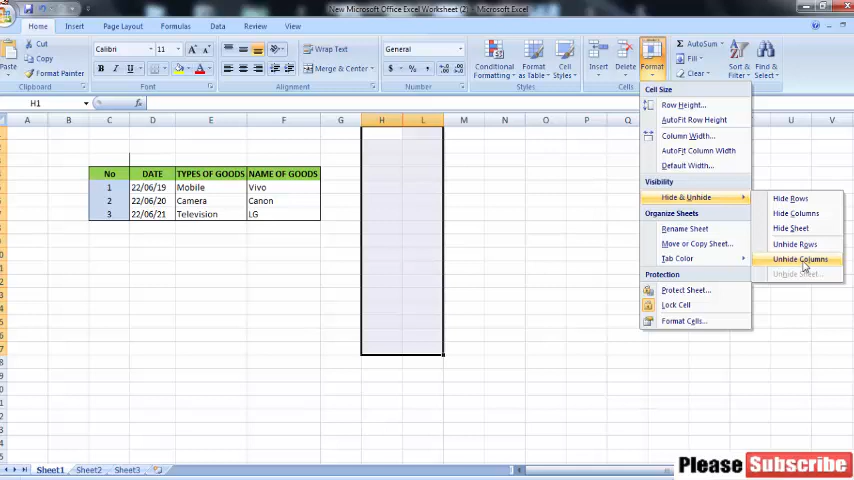 New Microsoft Office Excel Worksheet (2) - Microsoft Excel
Home Insert Page Layout Formulas Data Review View
Cut
Copy
Format Painter
Paste
Clipboard
Calibri 11
B I U
Font
Wrap Text
Merge & Center
Alignment
General
$ % ,
Number
Conditional Formatting
Format as Table
Cell Styles
Styles
Insert
Delete
Format
AutoSum
Fill
Clear
Sort & Filter
Find & Select
H1 fx
A B C D E F G H L M N O P Q U V
No DATE TYPES OF GOODS NAME OF GOODS
1 22/06/19 Mobile Vivo
2 22/06/20 Camera Canon
3 22/06/21 Television LG
Cell Size
Row Height...
AutoFit Row Height
Column Width...
AutoFit Column Width
Default Width...
Visibility
Hide & Unhide
Organize Sheets
Rename Sheet
Move or Copy Sheet...
Tab Color
Protection
Protect Sheet...
Lock Cell
Format Cells...
Hide Rows
Hide Columns
Hide Sheet
Unhide Rows
Unhide Columns
Unhide Sheet...
Sheet1 Sheet2 Sheet3
Please Subscribe